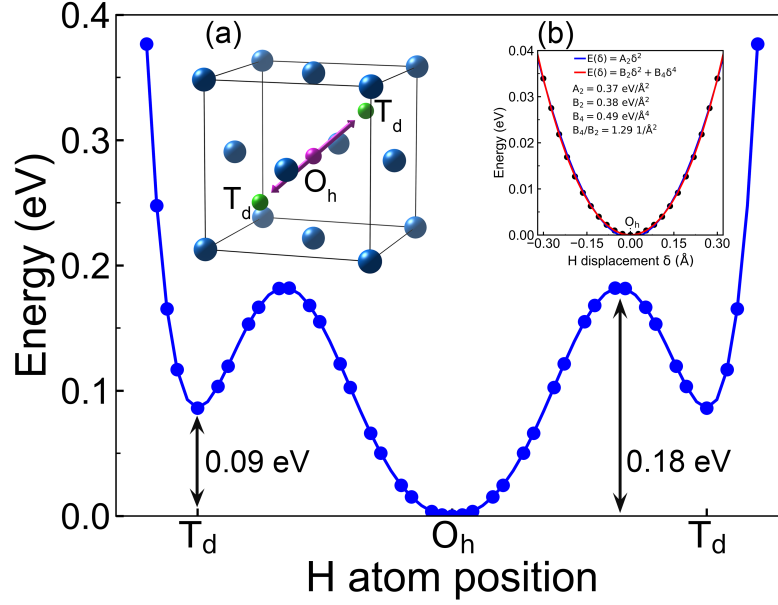 0.4
0.3
0.2
0.1
0.0
Energy (eV)
(a)
T_d
O_h
T_d
(b)
E(δ) = A₂δ²
E(δ) = B₂δ² + B₄δ⁴
A₂ = 0.37 eV/Å²
B₂ = 0.38 eV/Å²
B₄ = 0.49 eV/Å⁴
B₄/B₂ = 1.29 1/Å²
0.04
0.03
0.02
0.01
0.00
Energy (eV)
O_h
−0.30 −0.15 0.00 0.15 0.30
H displacement δ (Å)
0.09 eV
0.18 eV
T_d O_h T_d
H atom position